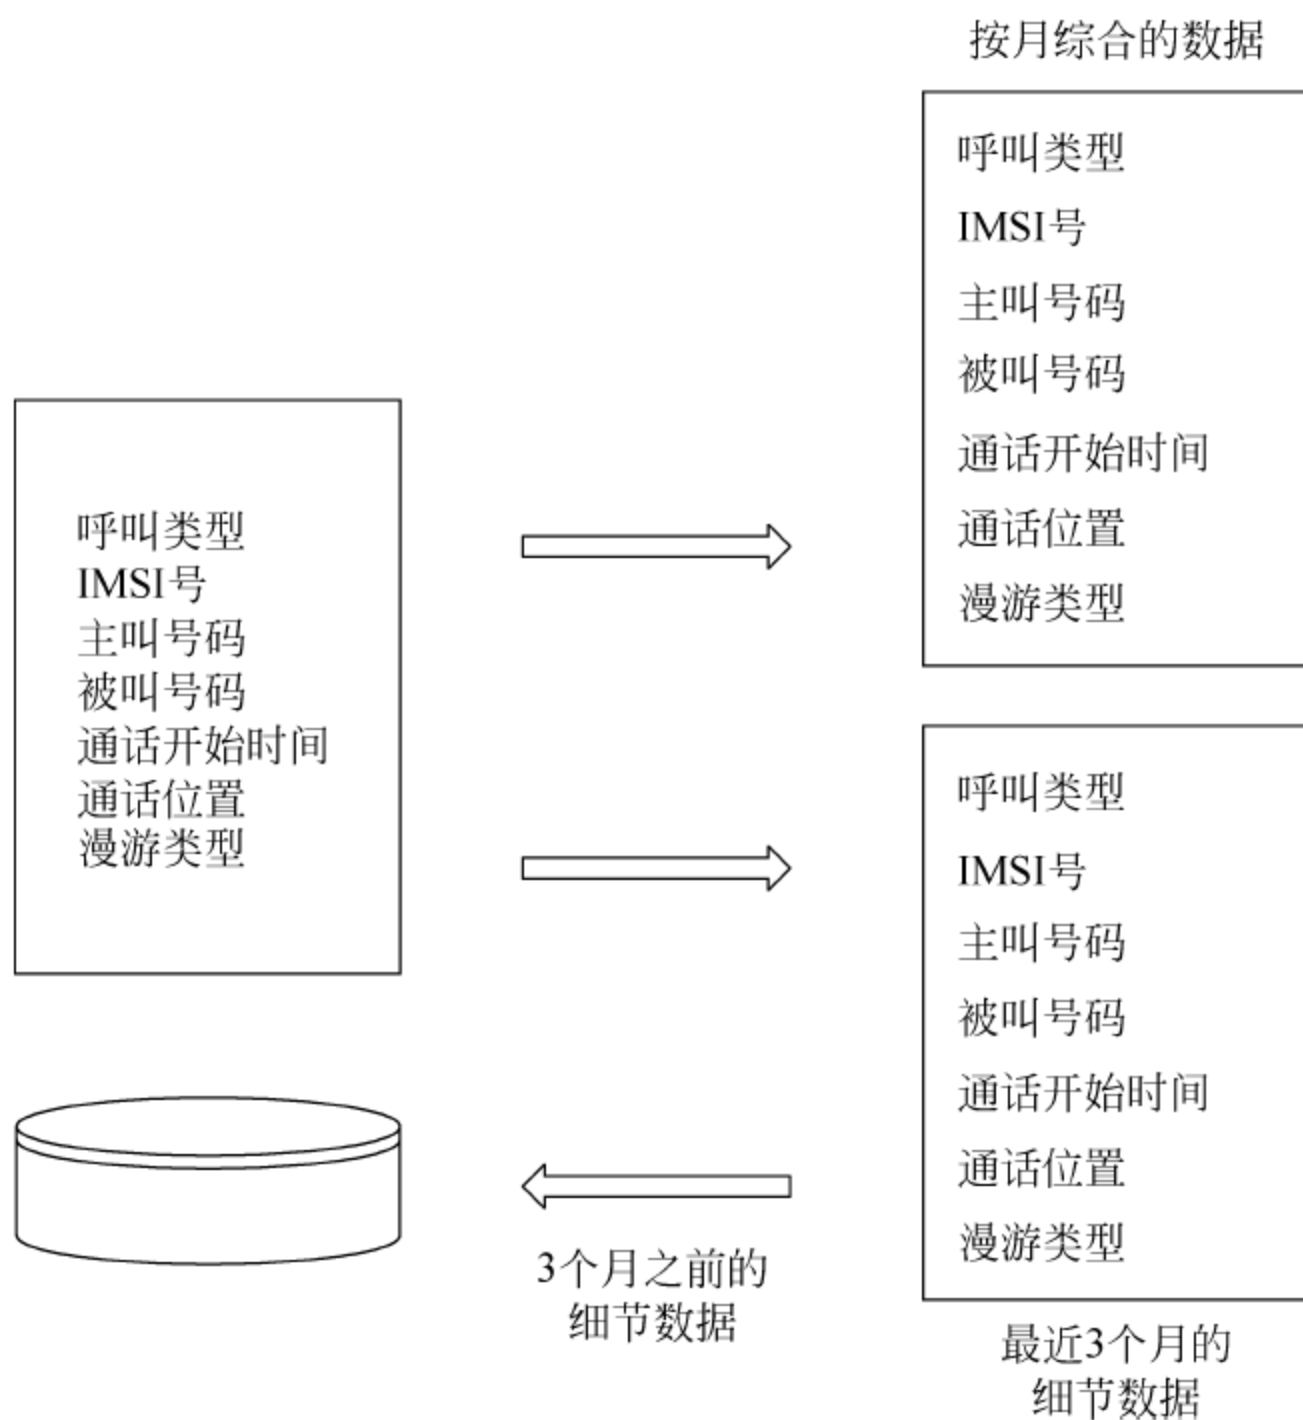 按月综合的数据
呼叫类型
IMSI号
主叫号码
被叫号码
通话开始时间
通话位置
漫游类型
呼叫类型
IMSI号
主叫号码
被叫号码
通话开始时间
通话位置
漫游类型
呼叫类型
IMSI号
主叫号码
被叫号码
通话开始时间
通话位置
漫游类型
3个月之前的
细节数据
最近3个月的
细节数据